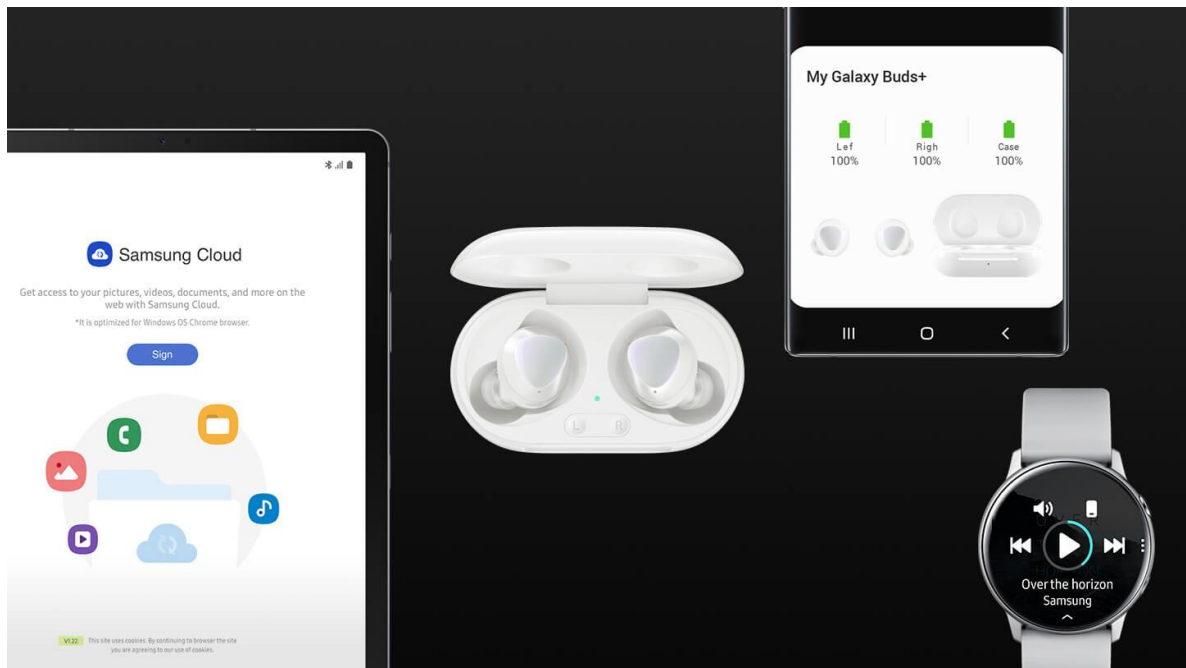 Samsung Cloud
Get access to your pictures, videos, documents, and more on the
web with Samsung Cloud.
*It is optimized for Windows OS Chrome browser.
Sign
V1.22 This site uses cookies. By continuing to browser the site
you are agreeing to our use of cookies.
L R
My Galaxy Buds+
Lef Righ Case
100% 100% 100%
Over the horizon
Samsung